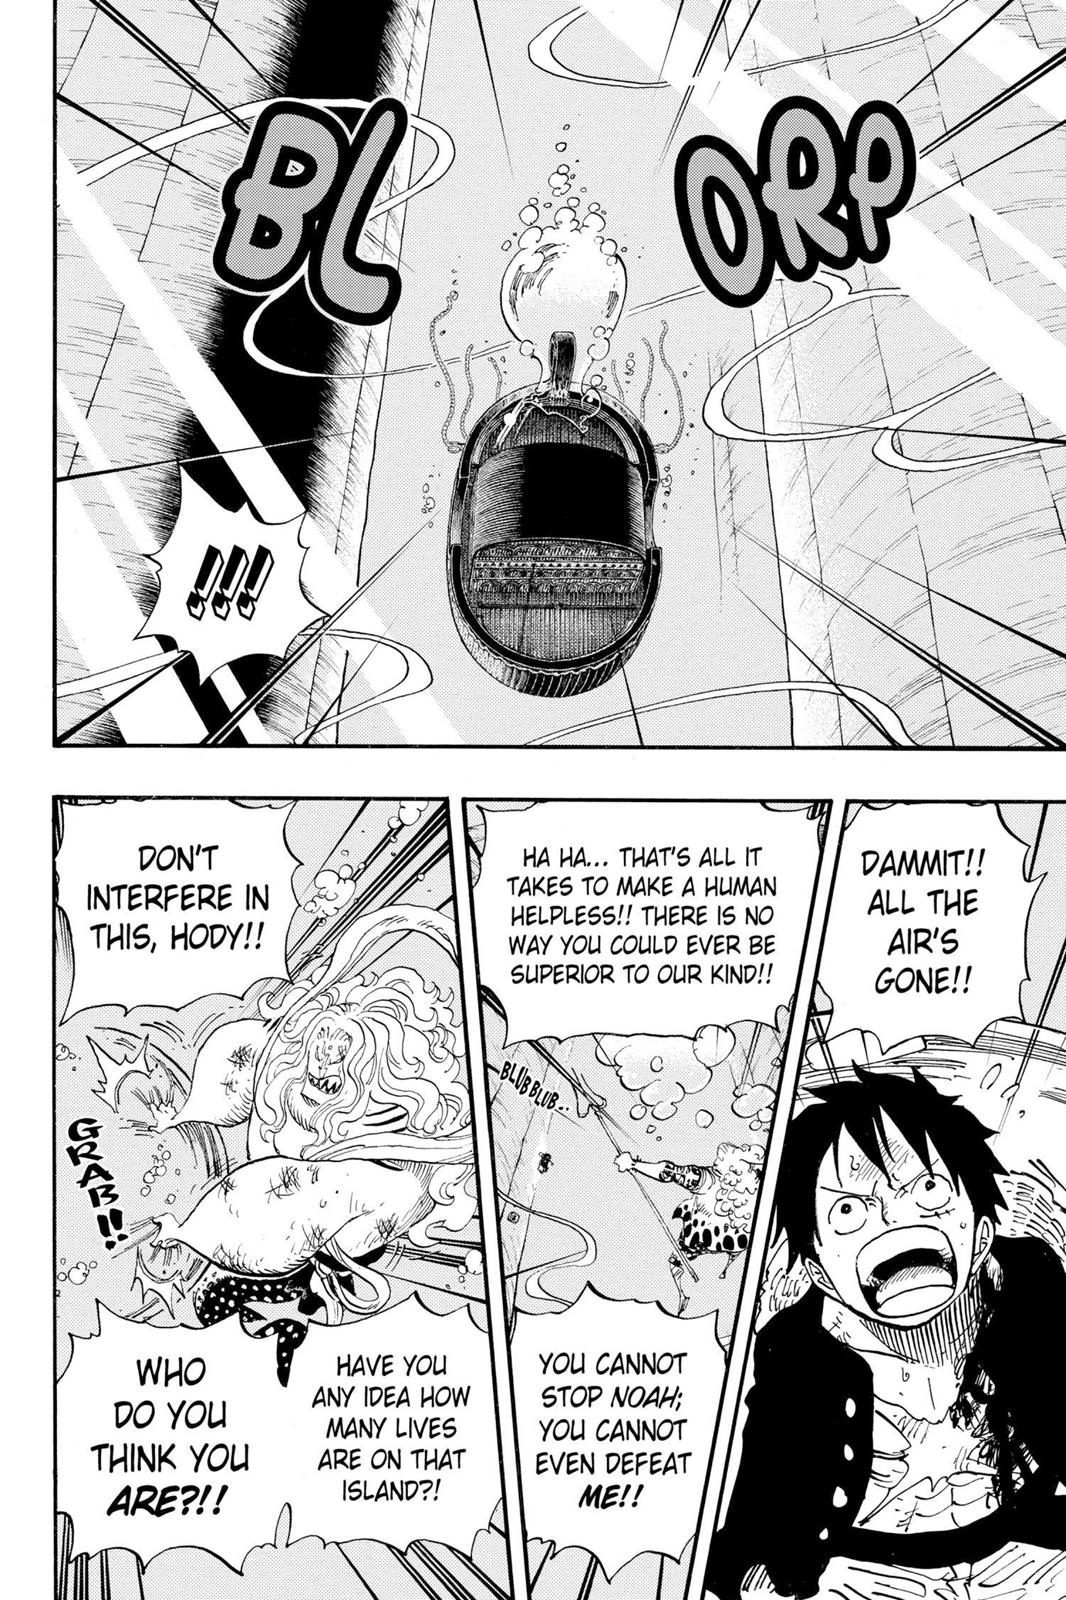 BL
ORP
!!!!
DAMMIT!!
ALL THE
AIR'S
GONE!!
HA HA... THAT'S ALL IT
TAKES TO MAKE A HUMAN
HELPLESS!! THERE IS NO
WAY YOU COULD EVER BE
SUPERIOR TO OUR KIND!!
BLUBBLUB...
YOU CANNOT
STOP NOAH;
YOU CANNOT
EVEN DEFEAT
ME!!
DON'T
INTERFERE IN
THIS, HODY!!
GRAB!!
HAVE YOU
ANY IDEA HOW
MANY LIVES
ARE ON THAT
ISLAND?!
WHO
DO YOU
THINK YOU
ARE?!!